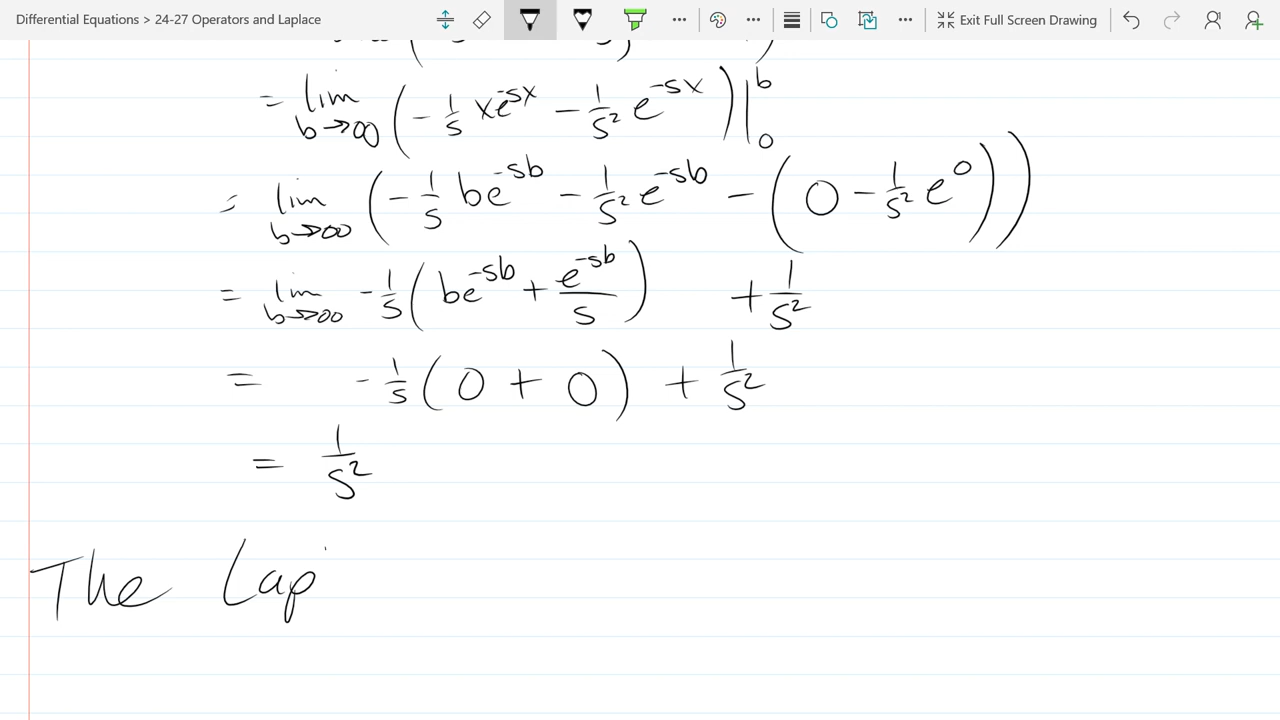 Differential Equations > 24-27 Operators and Laplace
Exit Full Screen Drawing
= lim b→∞ (-1/s xe^-sx - 1/s² e^-sx)|₀^b
= lim b→∞ (-1/s be^-sb - 1/s² e^-sb - (0 - 1/s² e^0))
= lim b→∞ -1/s (be^-sb + e^-sb/s) + 1/s²
= -1/s (0 + 0) + 1/s²
= 1/s²
The Lap